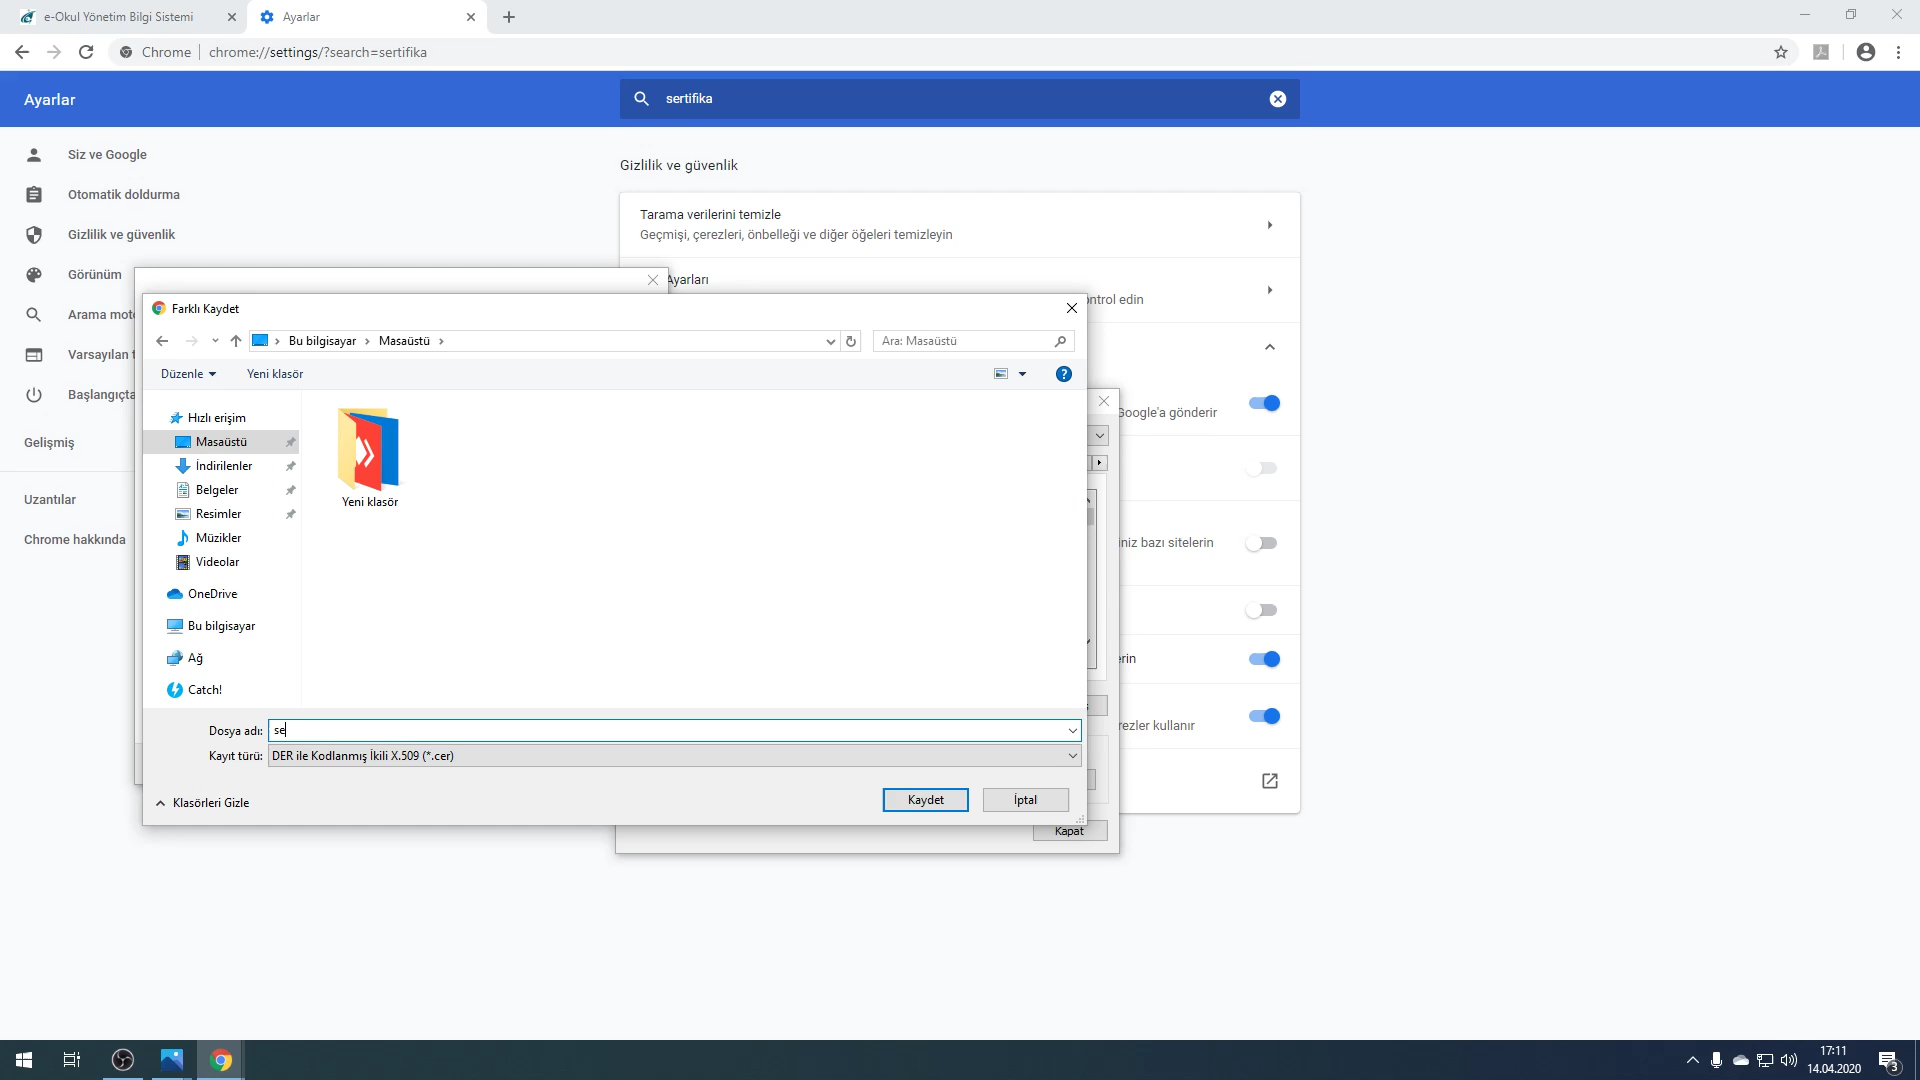 e-Okul Yönetim Bilgi Sistemi
Ayarlar
Chrome
chrome://settings/?search=sertifika
Ayarlar
sertifika
Siz ve Google
Otomatik doldurma
Gizlilik ve güvenlik
Görünüm
Arama moto
Varsayılan t
Başlangıçta
Gelişmiş
Uzantılar
Chrome hakkında
Gizlilik ve güvenlik
Tarama verilerini temizle
Geçmişi, çerezleri, önbelleği ve diğer öğeleri temizleyin
Ayarları
ontrol edin
Google'a gönderir
iniz bazı sitelerin
erin
rezler kullanır
Farklı Kaydet
Bu bilgisayar
Masaüstü
Ara: Masaüstü
Düzenle
Yeni klasör
Hızlı erişim
Masaüstü
İndirilenler
Belgeler
Resimler
Müzikler
Videolar
OneDrive
Bu bilgisayar
Ağ
Catch!
Yeni klasör
Dosya adı:
se
Kayıt türü:
DER ile Kodlanmış İkili X.509 (*.cer)
Klasörleri Gizle
Kaydet
İptal
Kapat
17:11
14.04.2020
3